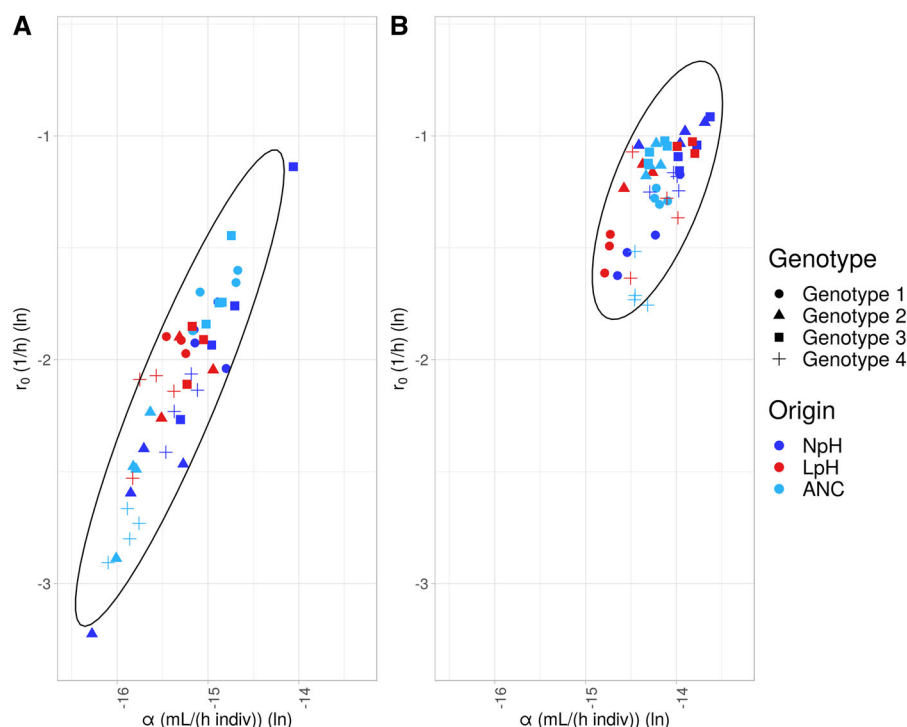 A
B
-1
-2
-3
r₀ (1/h) (ln)
-16
-15
-14
α (mL/(h indiv)) (ln)
-1
-2
-3
r₀ (1/h) (ln)
-16
-15
-14
α (mL/(h indiv)) (ln)
Genotype
Genotype 1
Genotype 2
Genotype 3
Genotype 4
Origin
NpH
LpH
ANC